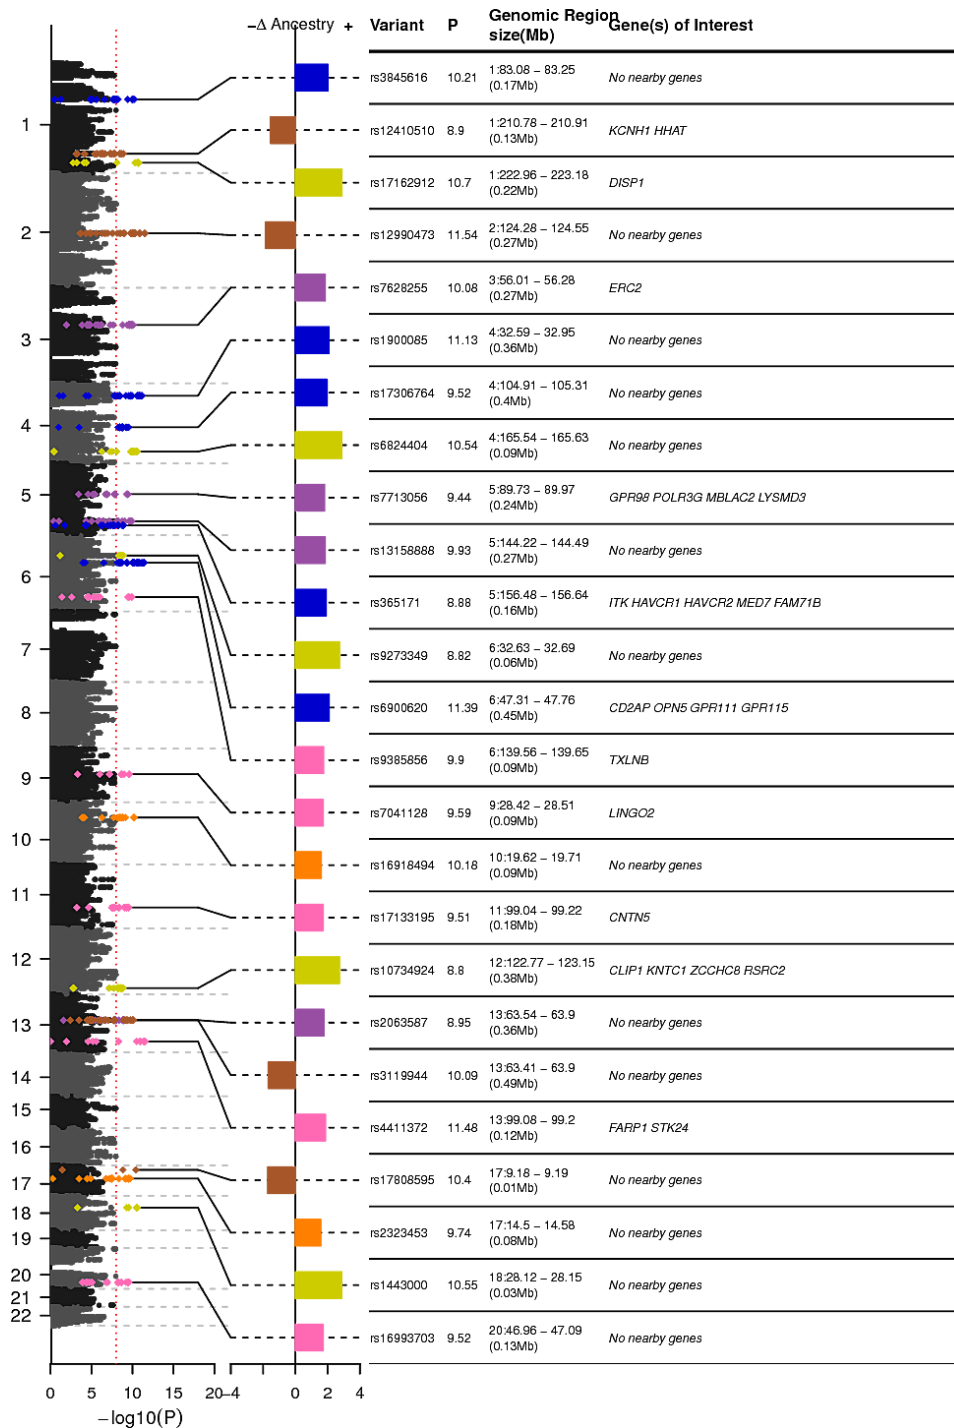 −Δ Ancestry +
Variant P Genomic Region Gene(s) of Interest
size(Mb)
rs3845616 10.21 1:83.08 − 83.25 No nearby genes
(0.17Mb)
1
rs12410510 8.9 1:210.78 − 210.91 KCNH1 HHAT
(0.13Mb)
rs17162912 10.7 1:222.96 − 223.18 DISP1
(0.22Mb)
2
rs12990473 11.54 2:124.28 − 124.55 No nearby genes
(0.27Mb)
rs7628255 10.08 3:56.01 − 56.28 ERC2
(0.27Mb)
3
rs1900085 11.13 4:32.59 − 32.95 No nearby genes
(0.36Mb)
rs17306764 9.52 4:104.91 − 105.31 No nearby genes
(0.4Mb)
4
rs6824404 10.54 4:165.54 − 165.63 No nearby genes
(0.09Mb)
5
rs7713056 9.44 5:89.73 − 89.97 GPR98 POLR3G MBLAC2 LYSMD3
(0.24Mb)
rs13158888 9.93 5:144.22 − 144.49 No nearby genes
(0.27Mb)
6
rs365171 8.88 5:156.48 − 156.64 ITK HAVCR1 HAVCR2 MED7 FAM71B
(0.16Mb)
7
rs9273349 8.82 6:32.63 − 32.69 No nearby genes
(0.06Mb)
8
rs6900620 11.39 6:47.31 − 47.76 CD2AP OPN5 GPR111 GPR115
(0.45Mb)
rs9385856 9.9 6:139.56 − 139.65 TXLNB
(0.09Mb)
9
rs7041128 9.59 9:28.42 − 28.51 LINGO2
(0.09Mb)
10
rs16918494 10.18 10:19.62 − 19.71 No nearby genes
(0.09Mb)
11
rs17133195 9.51 11:99.04 − 99.22 CNTN5
(0.18Mb)
12
rs10734924 8.8 12:122.77 − 123.15 CLIP1 KNTC1 ZCCHC8 RSRC2
(0.38Mb)
13
rs2063587 8.95 13:63.54 − 63.9 No nearby genes
(0.36Mb)
14
rs3119944 10.09 13:63.41 − 63.9 No nearby genes
(0.49Mb)
15
rs4411372 11.48 13:99.08 − 99.2 FARP1 STK24
(0.12Mb)
16
17
rs17808595 10.4 17:9.18 − 9.19 No nearby genes
(0.01Mb)
18
rs2323453 9.74 17:14.5 − 14.58 No nearby genes
(0.08Mb)
19
20
rs1443000 10.55 18:28.12 − 28.15 No nearby genes
(0.03Mb)
21
22
rs16993703 9.52 20:46.96 − 47.09 No nearby genes
(0.13Mb)
0 5 10 15 20 −4 0 2 4
−log10(P)